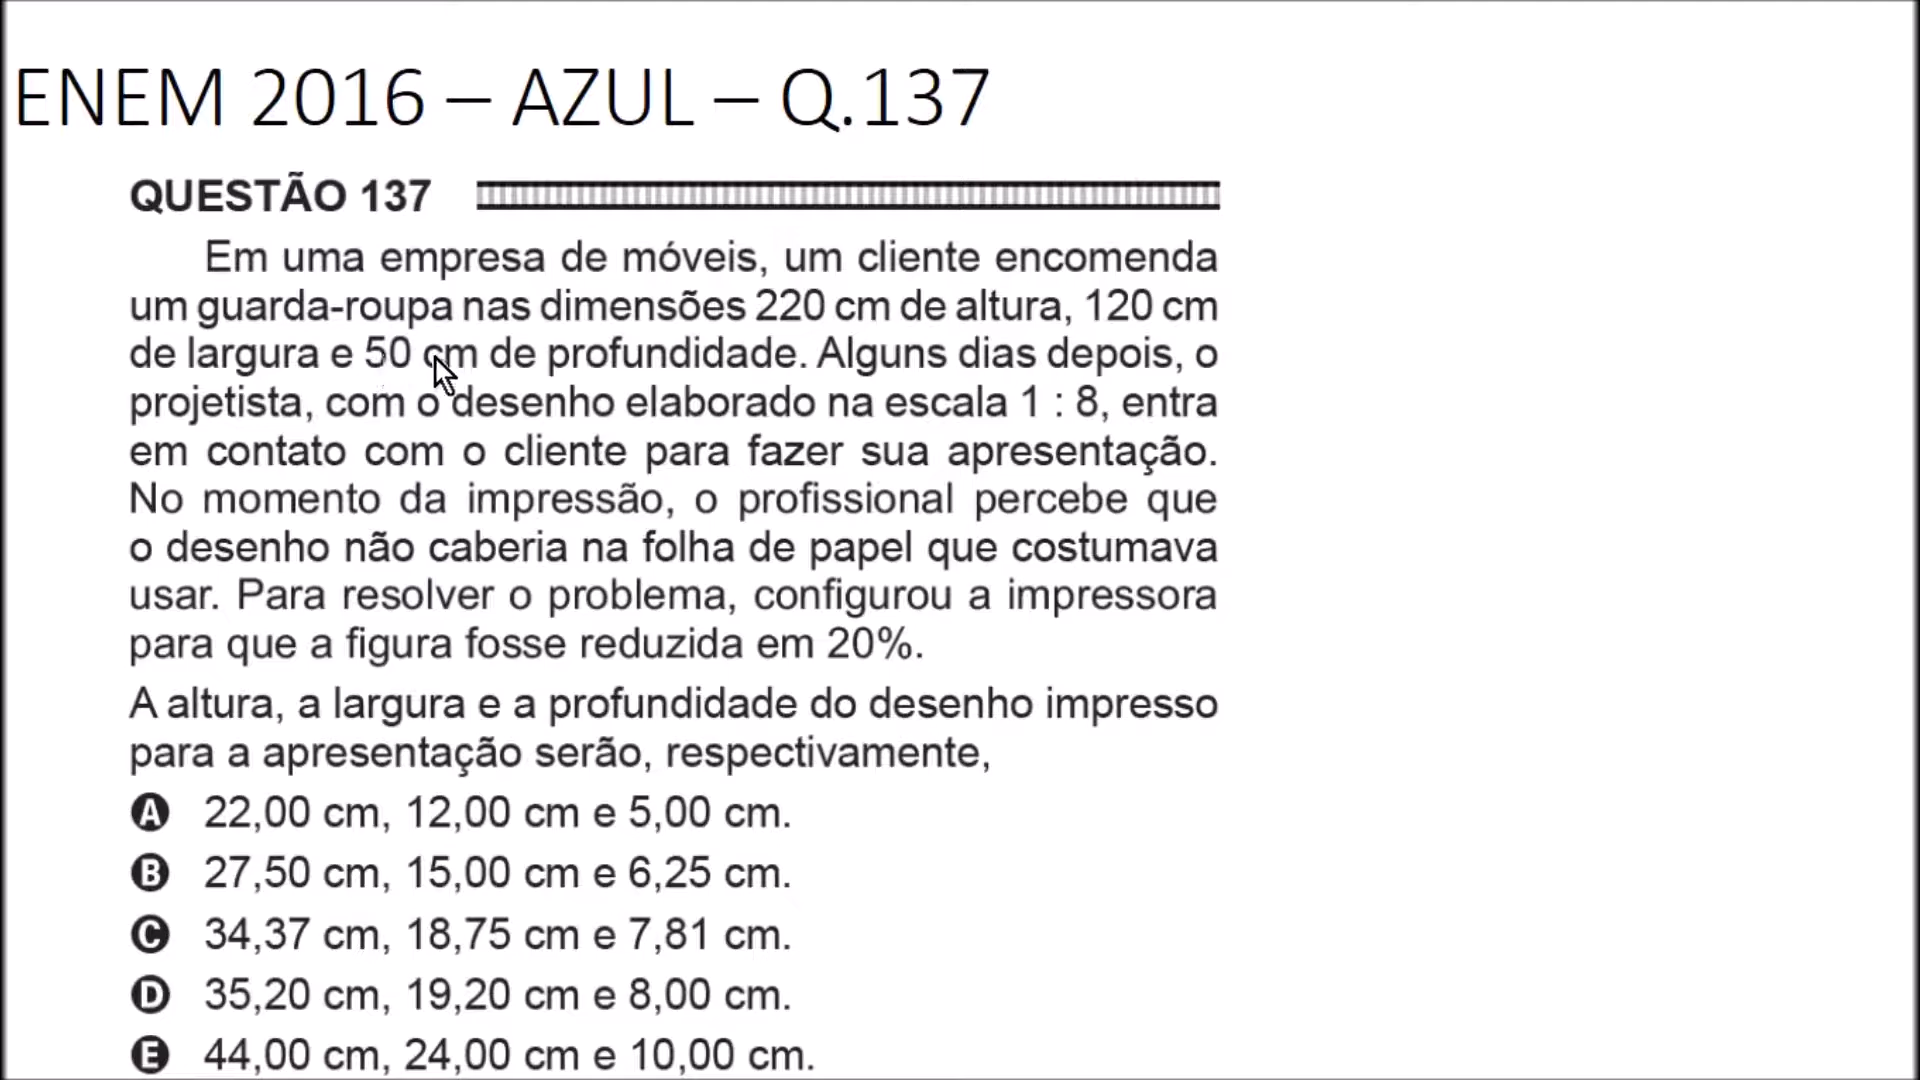 ENEM 2016 – AZUL – Q.137
QUESTÃO 137
Em uma empresa de móveis, um cliente encomenda
um guarda-roupa nas dimensões 220 cm de altura, 120 cm
de largura e 50 cm de profundidade. Alguns dias depois, o
projetista, com o desenho elaborado na escala 1 : 8, entra
em contato com o cliente para fazer sua apresentação.
No momento da impressão, o profissional percebe que
o desenho não caberia na folha de papel que costumava
usar. Para resolver o problema, configurou a impressora
para que a figura fosse reduzida em 20%.
A altura, a largura e a profundidade do desenho impresso
para a apresentação serão, respectivamente,
A 22,00 cm, 12,00 cm e 5,00 cm.
B 27,50 cm, 15,00 cm e 6,25 cm.
C 34,37 cm, 18,75 cm e 7,81 cm.
D 35,20 cm, 19,20 cm e 8,00 cm.
E 44,00 cm, 24,00 cm e 10,00 cm.